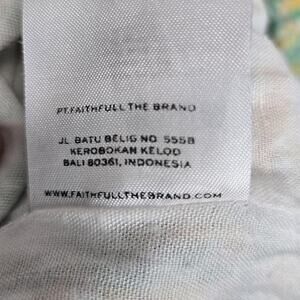 PT. FAITHFULL THE BRAND
JL. BATU BELIG NO 555B
KEROBOKAN KELOD
BALI 80361, INDONESIA
WWW.FAITHFULLTHEBRAND.COM